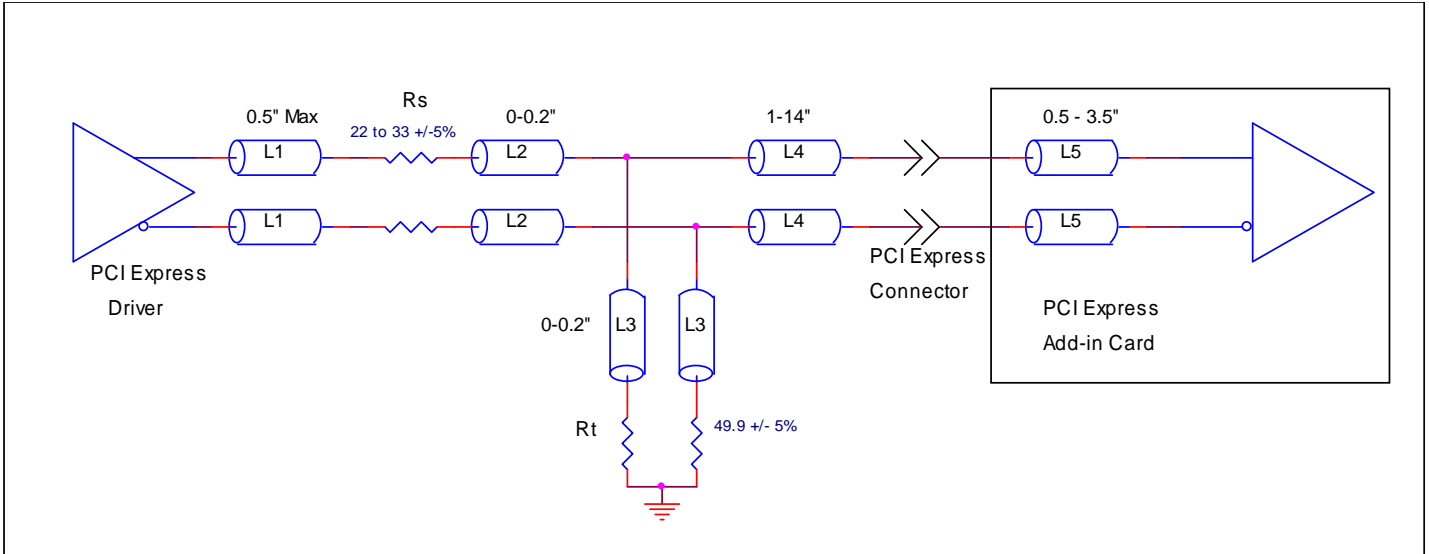 Rs
0.5" Max
22 to 33 +/-5%
0-0.2"
1-14"
0.5 - 3.5"
L1
L2
L4
L5
L1
L2
L4
L5
PCI Express
Driver
PCI Express
Connector
PCI Express
Add-in Card
0-0.2"
L3
L3
Rt
49.9 +/- 5%